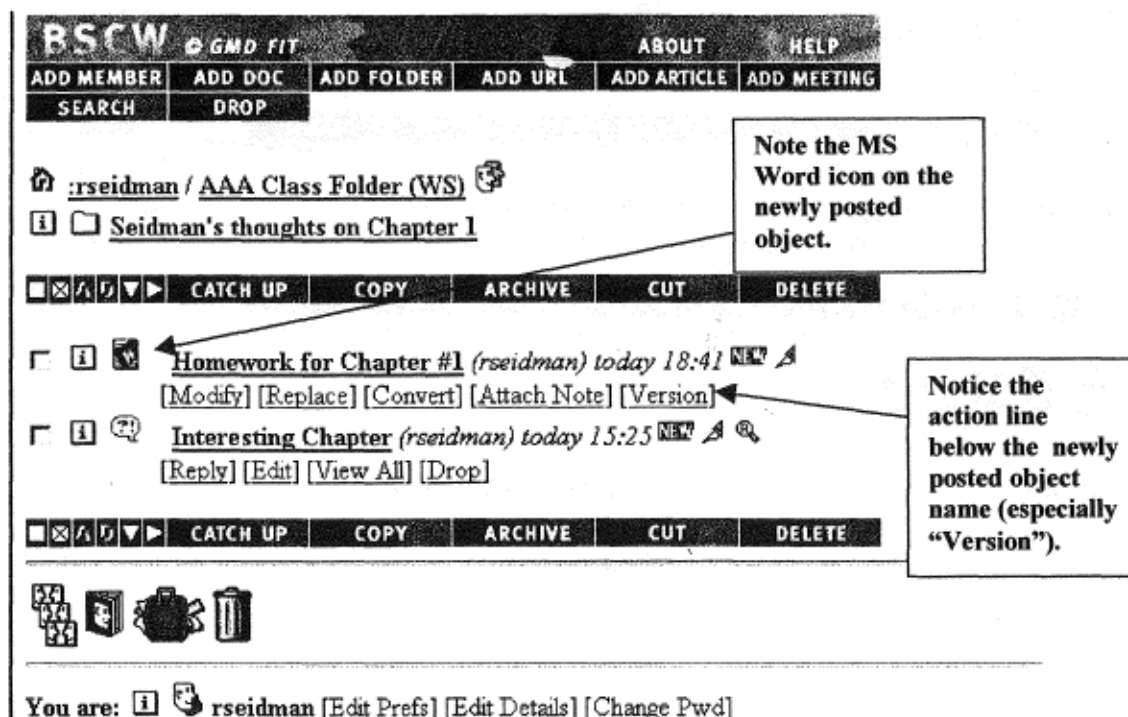 BSCW © GMD FIT ABOUT HELP
ADD MEMBER ADD DOC ADD FOLDER ADD URL ADD ARTICLE ADD MEETING
SEARCH DROP
Note the MS
Word icon on the
newly posted
object.
:rseidman / AAA Class Folder (WS)
Seidman's thoughts on Chapter 1
CATCH UP COPY ARCHIVE CUT DELETE
Homework for Chapter #1 (rseidman) today 18:41 NEW
[Modify] [Replace] [Convert] [Attach Note] [Version]
Interesting Chapter (rseidman) today 15:25 NEW
[Reply] [Edit] [View All] [Drop]
Notice the
action line
below the newly
posted object
name (especially
“Version”).
CATCH UP COPY ARCHIVE CUT DELETE
You are: rseidman [Edit Prefs] [Edit Details] [Change Pwd]